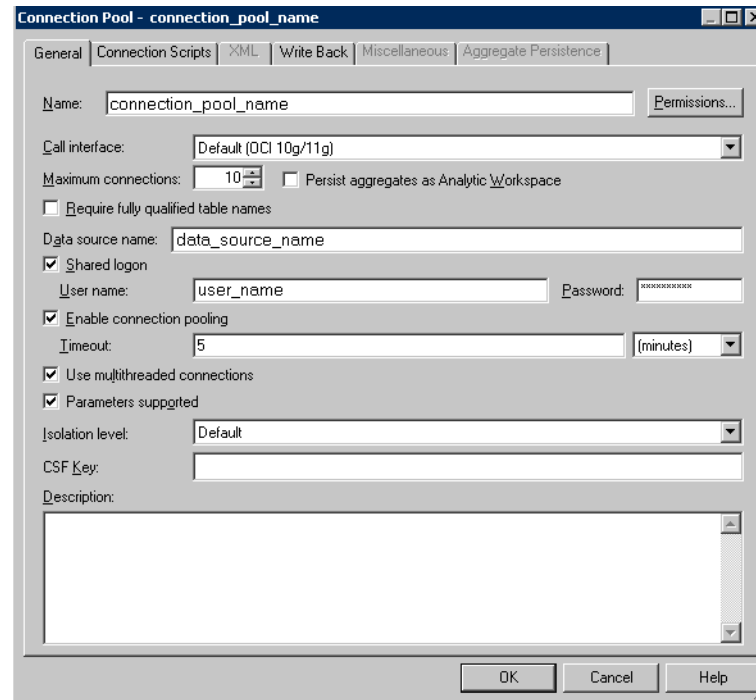 Connection Pool - connection_pool_name
General Connection Scripts XML Write Back Miscellaneous Aggregate Persistence
Name: connection_pool_name Permissions...
Call interface: Default (OCI 10g/11g)
Maximum connections: 10 Persist aggregates as Analytic Workspace
Require fully qualified table names
Data source name: data_source_name
Shared logon
User name: user_name Password: **********
Enable connection pooling
Timeout: 5 (minutes)
Use multithreaded connections
Parameters supported
Isolation level: Default
CSF Key:
Description:
OK Cancel Help